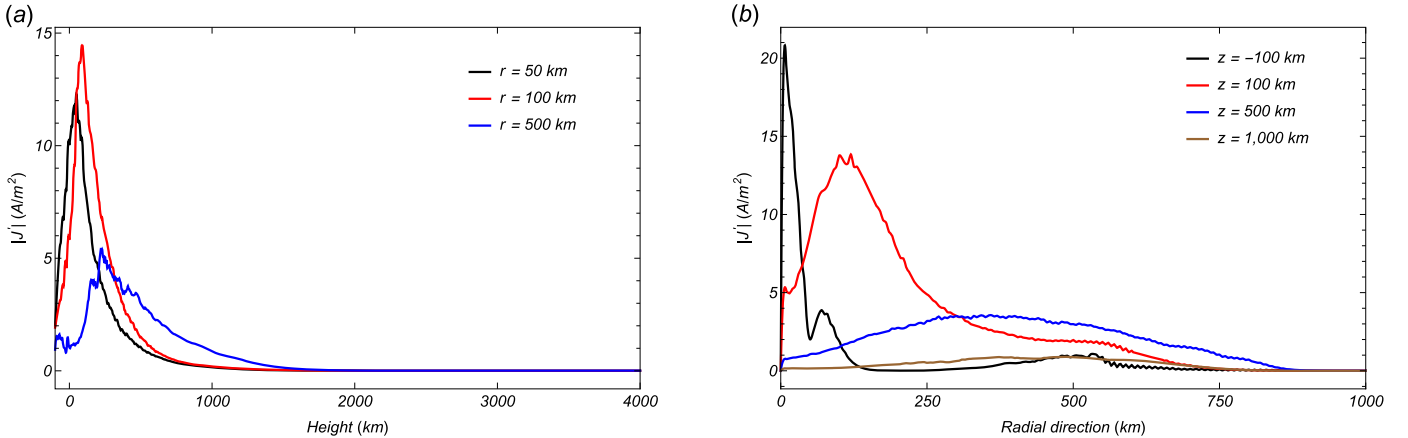 (a)
15
10
5
0
|J'| (A/m²)
r = 50 km
r = 100 km
r = 500 km
0
1000
2000
3000
4000
Height (km)
(b)
20
15
10
5
0
|J'| (A/m²)
z = −100 km
z = 100 km
z = 500 km
z = 1,000 km
0
250
500
750
1000
Radial direction (km)